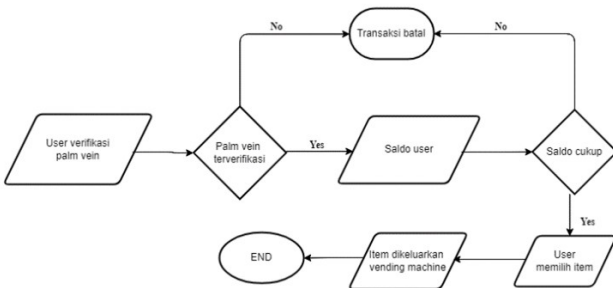 No
Transaksi batal
No
User verifikasi
palm vein
Palm vein
terverifikasi
Yes
Saldo user
Saldo cukup
Yes
END
Item dikeluarkan
vending machine
User
memilih item